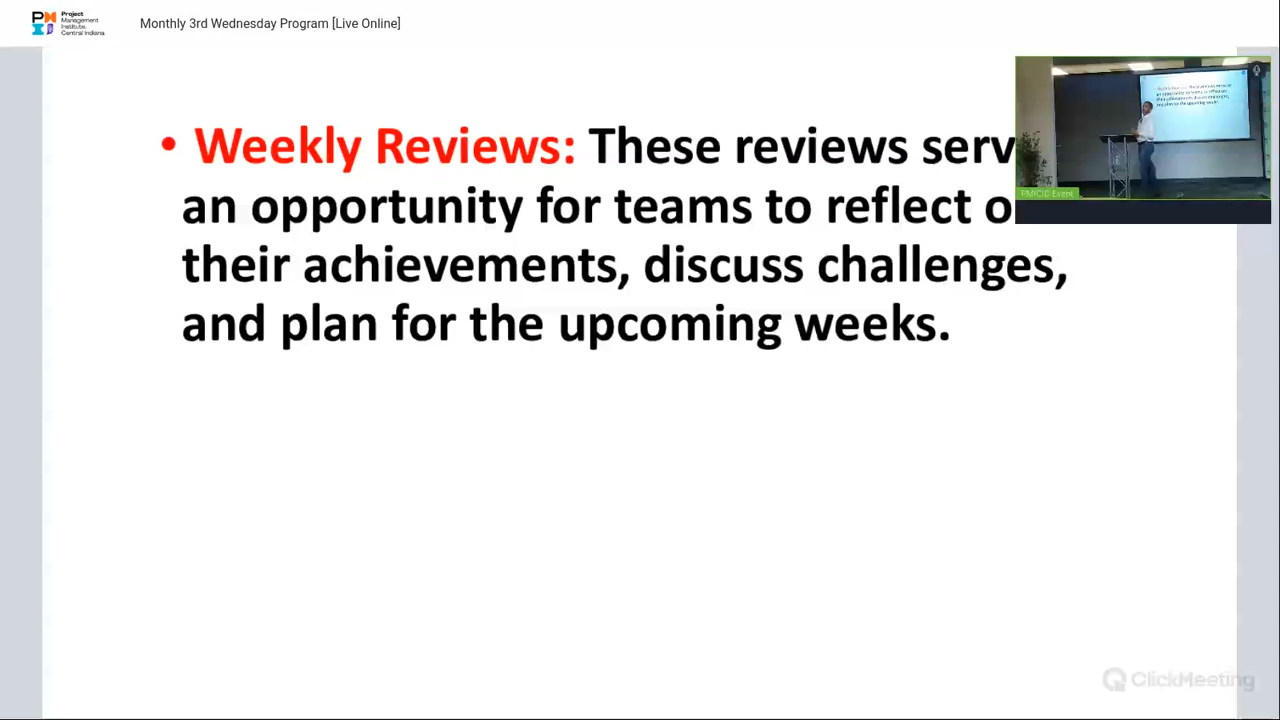 Project
Management
Institute.
Central Indiana
Monthly 3rd Wednesday Program [Live Online]
• Weekly Reviews: These reviews serv
an opportunity for teams to reflect o
their achievements, discuss challenges,
and plan for the upcoming weeks.
PMICIC Event
ClickMeeting